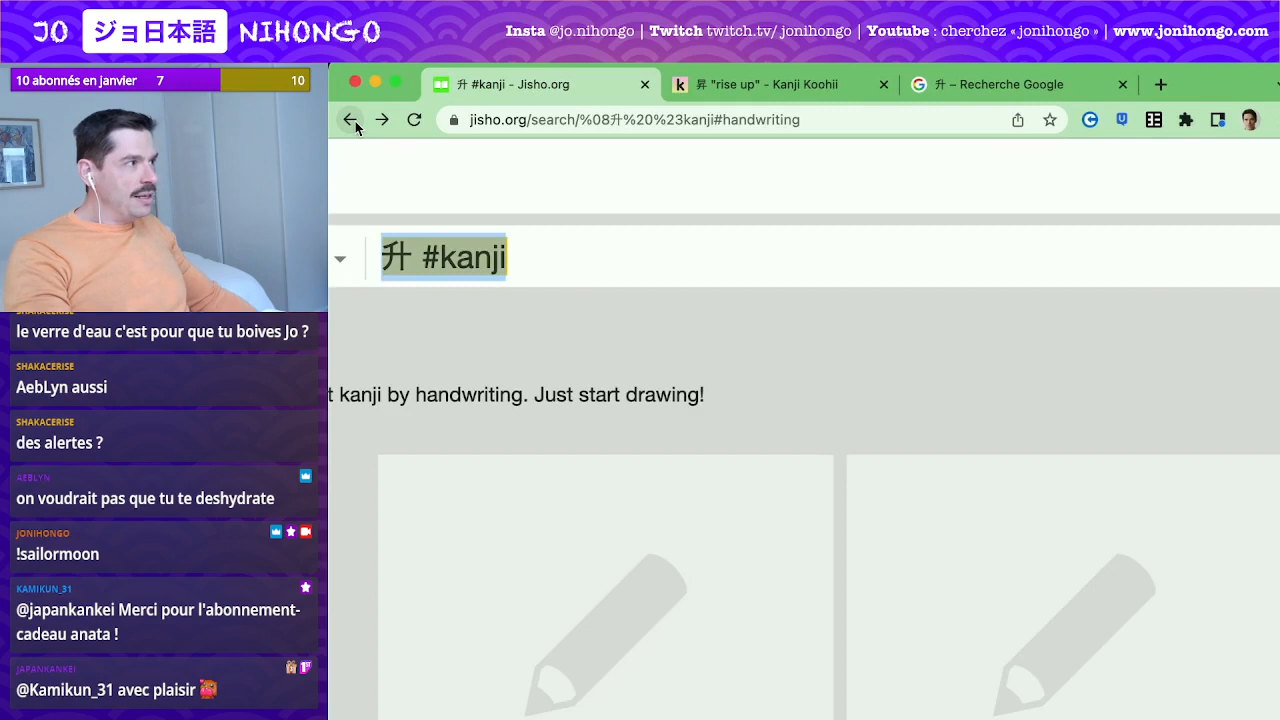 JO ジョ日本語 NIHONGO
Insta @jo.nihongo | Twitch twitch.tv/jonihongo | Youtube : cherchez « jonihongo » | www.jonihongo.com
10 abonnés en janvier 7 10
升 #kanji – Jisho.org
昇 "rise up" - Kanji Koohii
升 – Recherche Google
jisho.org/search/%08升%20%23kanji#handwriting
升 #kanji
t kanji by handwriting. Just start drawing!
SHAKACERISE
le verre d'eau c'est pour que tu boives Jo ?
SHAKACERISE
AebLyn aussi
SHAKACERISE
des alertes ?
AEBLYN
on voudrait pas que tu te deshydrate
JONIHONGO
!sailormoon
KAMIKUN_31
@japankankei Merci pour l'abonnement-
cadeau anata !
JAPANKANKEI
@Kamikun_31 avec plaisir